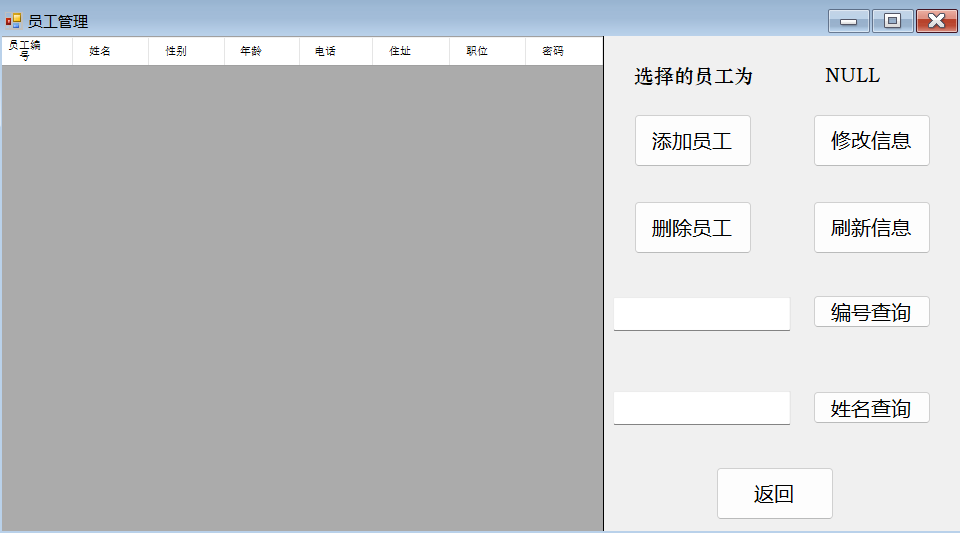 员工管理
员工编号 姓名 性别 年龄 电话 住址 职位 密码
选择的员工为 NULL
添加员工 修改信息
删除员工 刷新信息
编号查询
姓名查询
返回